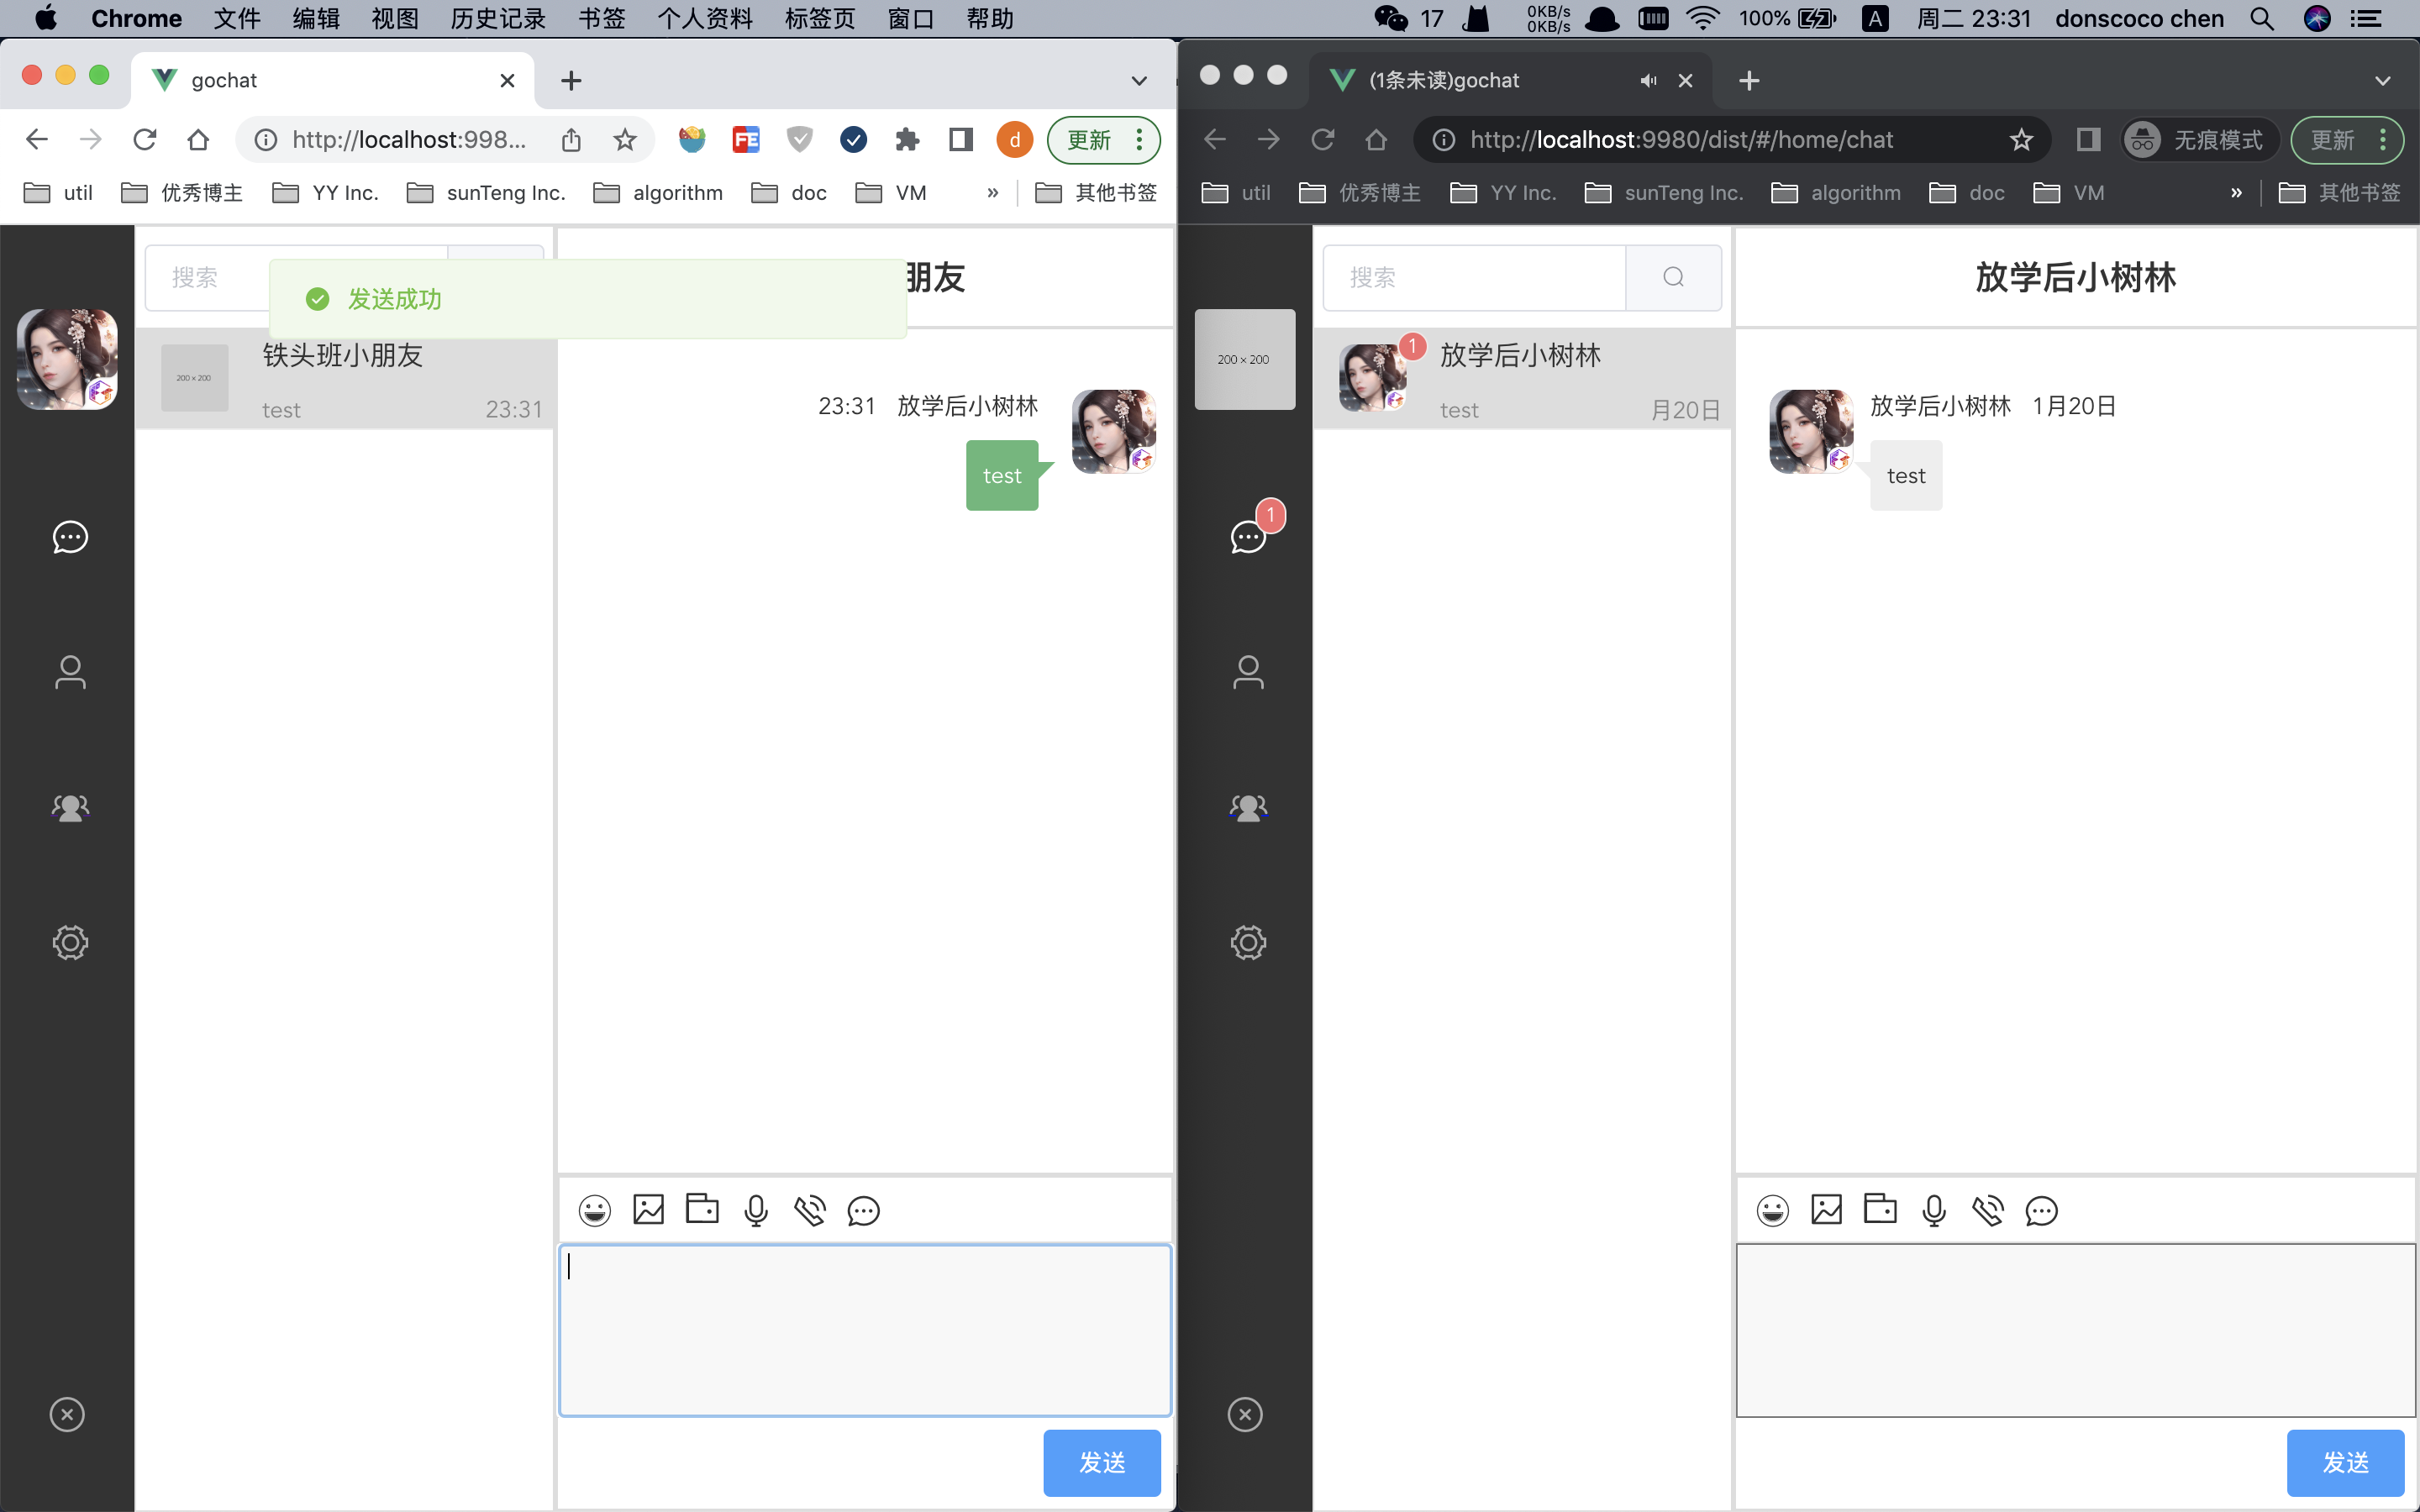 Chrome 文件 编辑 视图 历史记录 书签 个人资料 标签页 窗口 帮助 17 0KB/s 0KB/s 100% A 周二 23:31 donscoco chen
gochat
http://localhost:998... d 更新
util 优秀博主 YY Inc. sunTeng Inc. algorithm doc VM » 其他书签
搜索
发送成功
朋友
200 × 200
铁头班小朋友
test 23:31
23:31 放学后小树林
test
发送
(1条未读)gochat
http://localhost:9980/dist/#/home/chat 无痕模式 更新
util 优秀博主 YY Inc. sunTeng Inc. algorithm doc VM » 其他书签
搜索
放学后小树林
200 × 200
1
放学后小树林
test 月20日
放学后小树林 1月20日
test
1
发送